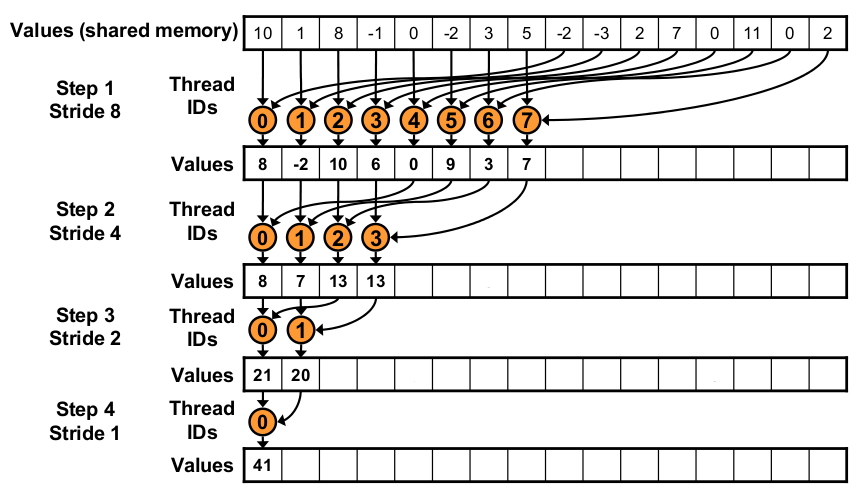 Values (shared memory) 10 1 8 -1 0 -2 3 5 -2 -3 2 7 0 11 0 2
Step 1
Stride 8
Thread
IDs
0 1 2 3 4 5 6 7
Values 8 -2 10 6 0 9 3 7
Step 2
Stride 4
Thread
IDs
0 1 2 3
Values 8 7 13 13
Step 3
Stride 2
Thread
IDs
0 1
Values 21 20
Step 4
Stride 1
Thread
IDs
0
Values 41